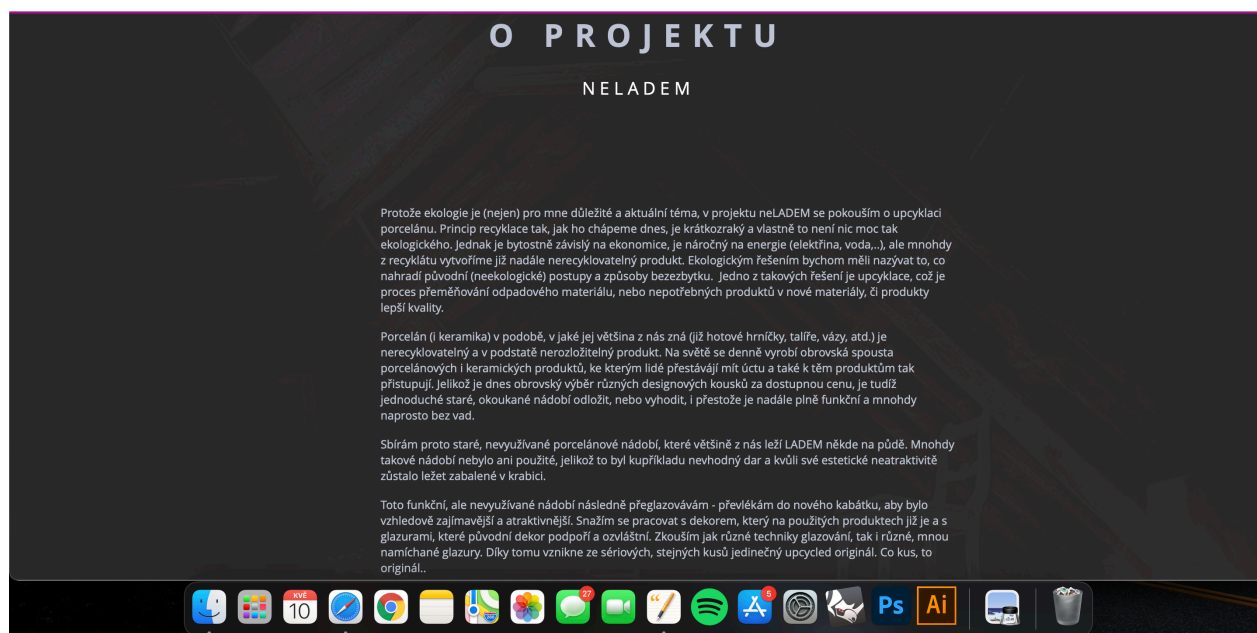 O PROJEKTU
NELADEM
Protože ekologie je (nejen) pro mne důležité a aktuální téma, v projektu neLADEM se pokouším o upcyklaci
porcelánu. Princip recyklace tak, jak ho chápeme dnes, je krátkozraký a vlastně to není nic moc tak
ekologického. Jednak je bytostně závislý na ekonomice, je náročný na energie (elektřina, voda,..), ale mnohdy
z recyklátu vytvoříme již nadále nerecyklovatelný produkt. Ekologickým řešením bychom měli nazývat to, co
nahradí původní (neekologické) postupy a způsoby bezezbytku. Jedno z takových řešení je upcyklace, což je
proces přeměňování odpadového materiálu, nebo nepotřebných produktů v nové materiály, či produkty
lepší kvality.
Porcelán (i keramika) v podobě, v jaké jej většina z nás zná (již hotové hrníčky, talíře, vázy, atd.) je
nerecyklovatelný a v podstatě nerozložitelný produkt. Na světě se denně vyrobí obrovská spousta
porcelánových i keramických produktů, ke kterým lidé přestávájí mít úctu a také k těm produktům tak
přistupují. Jelikož je dnes obrovský výběr různých designových kousků za dostupnou cenu, je tudíž
jednoduché staré, okoukané nádobí odložit, nebo vyhodit, i přestože je nadále plně funkční a mnohdy
naprosto bez vad.
Sbírám proto staré, nevyužívané porcelánové nádobí, které většině z nás leží LADEM někde na půdě. Mnohdy
takové nádobí nebylo ani použité, jelikož to byl kupříkladu nevhodný dar a kvůli své estetické neatraktivitě
zůstalo ležet zabalené v krabici.
Toto funkční, ale nevyužívané nádobí následně přeglazovávám - převlékám do nového kabátku, aby bylo
vzhledově zajímavější a atraktivnější. Snažím se pracovat s dekorem, který na použitých produktech již je a s
glazurami, které původní dekor podpoří a ozvláštní. Zkouším jak různé techniky glazování, tak i různé, mnou
namíchané glazury. Díky tomu vznikne ze sériových, stejných kusů jedinečný upcycled originál. Co kus, to
originál..
KVĚ
10
27
5
Ps
Ai